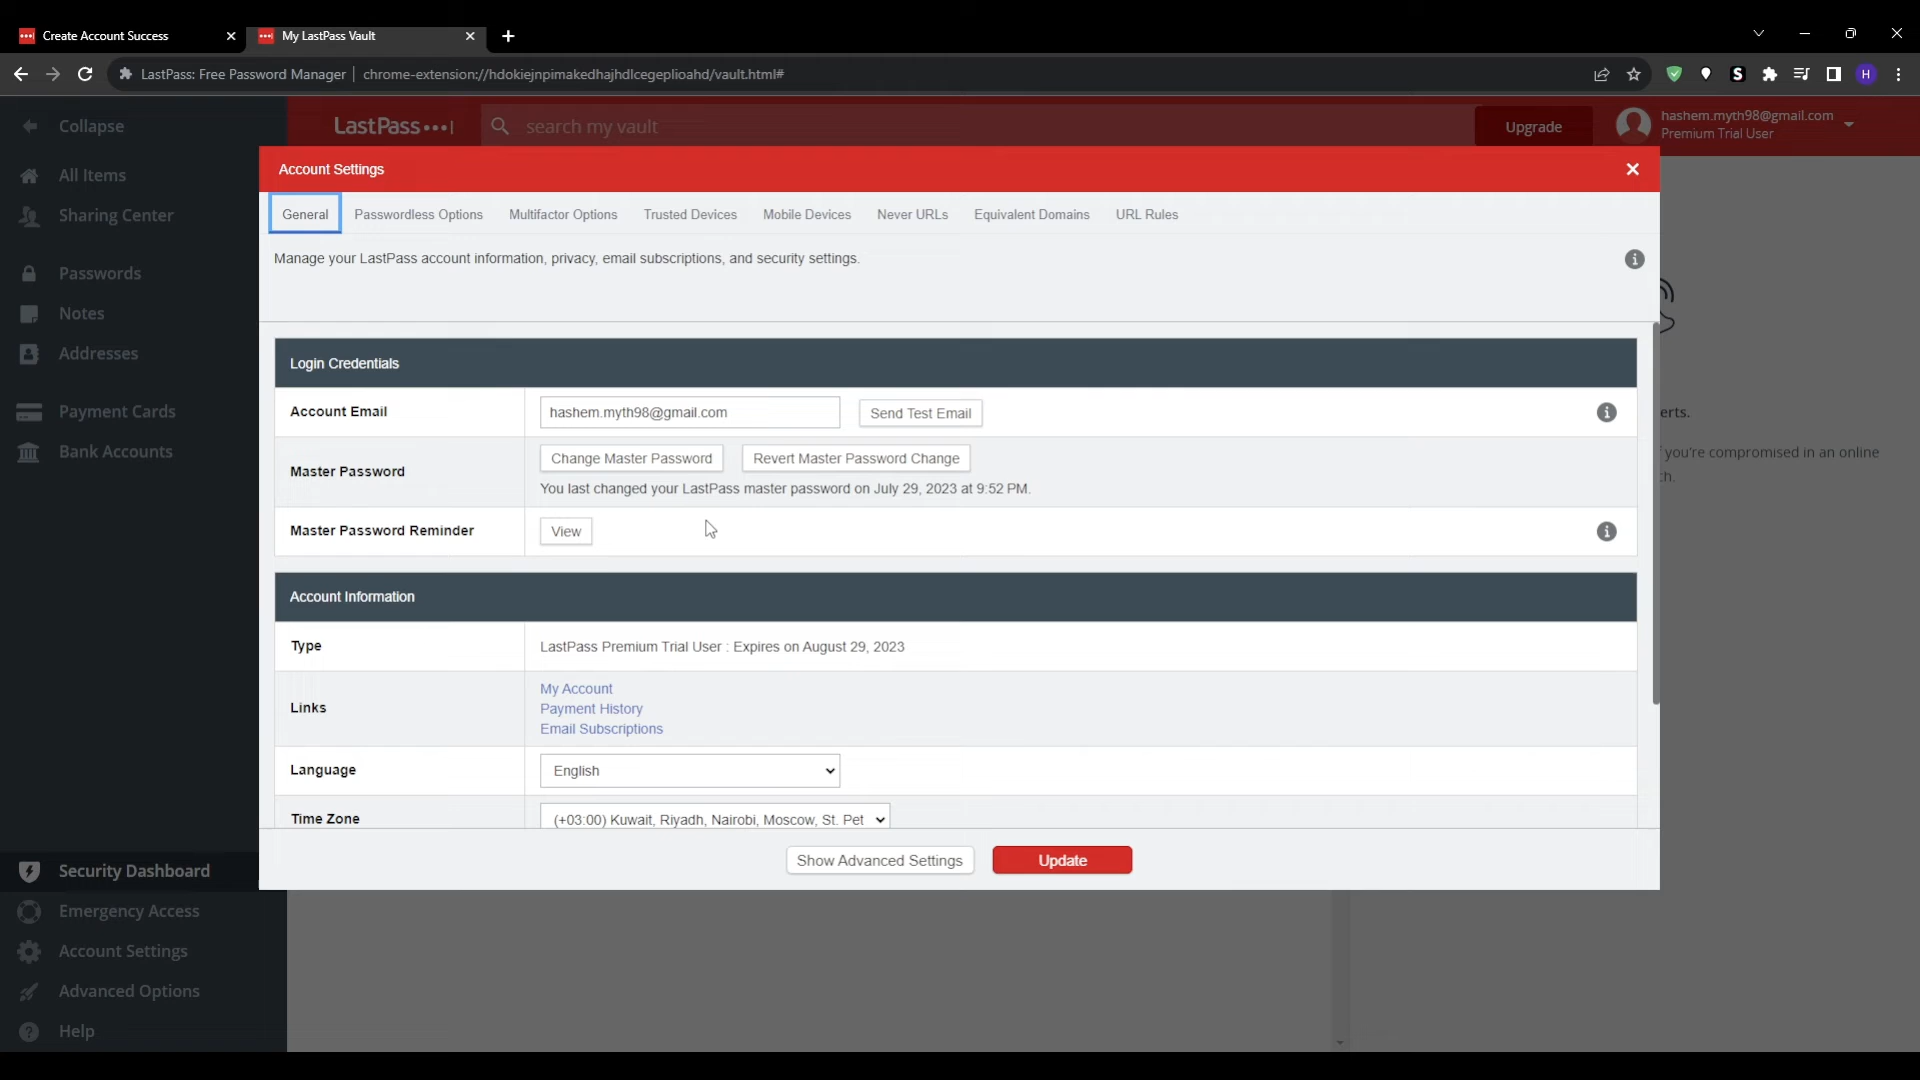 Create Account Success
My LastPass Vault
LastPass: Free Password Manager
chrome-extension://hdokiejnpimakedhajhdlcegeplioahd/vault.html#
S
H
Collapse
LastPass
search my vault
Upgrade
hashem.myth98@gmail.com
Premium Trial User
Account Settings
All Items
Sharing Center
Passwords
Notes
Addresses
Payment Cards
Bank Accounts
General
Passwordless Options
Multifactor Options
Trusted Devices
Mobile Devices
Never URLs
Equivalent Domains
URL Rules
Manage your LastPass account information, privacy, email subscriptions, and security settings.
Login Credentials
Account Email
hashem.myth98@gmail.com
Send Test Email
Master Password
Change Master Password
Revert Master Password Change
You last changed your LastPass master password on July 29, 2023 at 9:52 PM.
Master Password Reminder
View
Account Information
Type
LastPass Premium Trial User : Expires on August 29, 2023
Links
My Account
Payment History
Email Subscriptions
Language
English
Time Zone
(+03:00) Kuwait, Riyadh, Nairobi, Moscow, St. Pet
Show Advanced Settings
Update
erts.
you're compromised in an online
Security Dashboard
Emergency Access
Account Settings
Advanced Options
Help